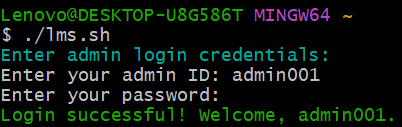 Lenovo@DESKTOP-U8G586T MINGW64 ~
$ ./lms.sh
Enter admin login credentials:
Enter your admin ID: admin001
Enter your password:
Login successful! Welcome, admin001.